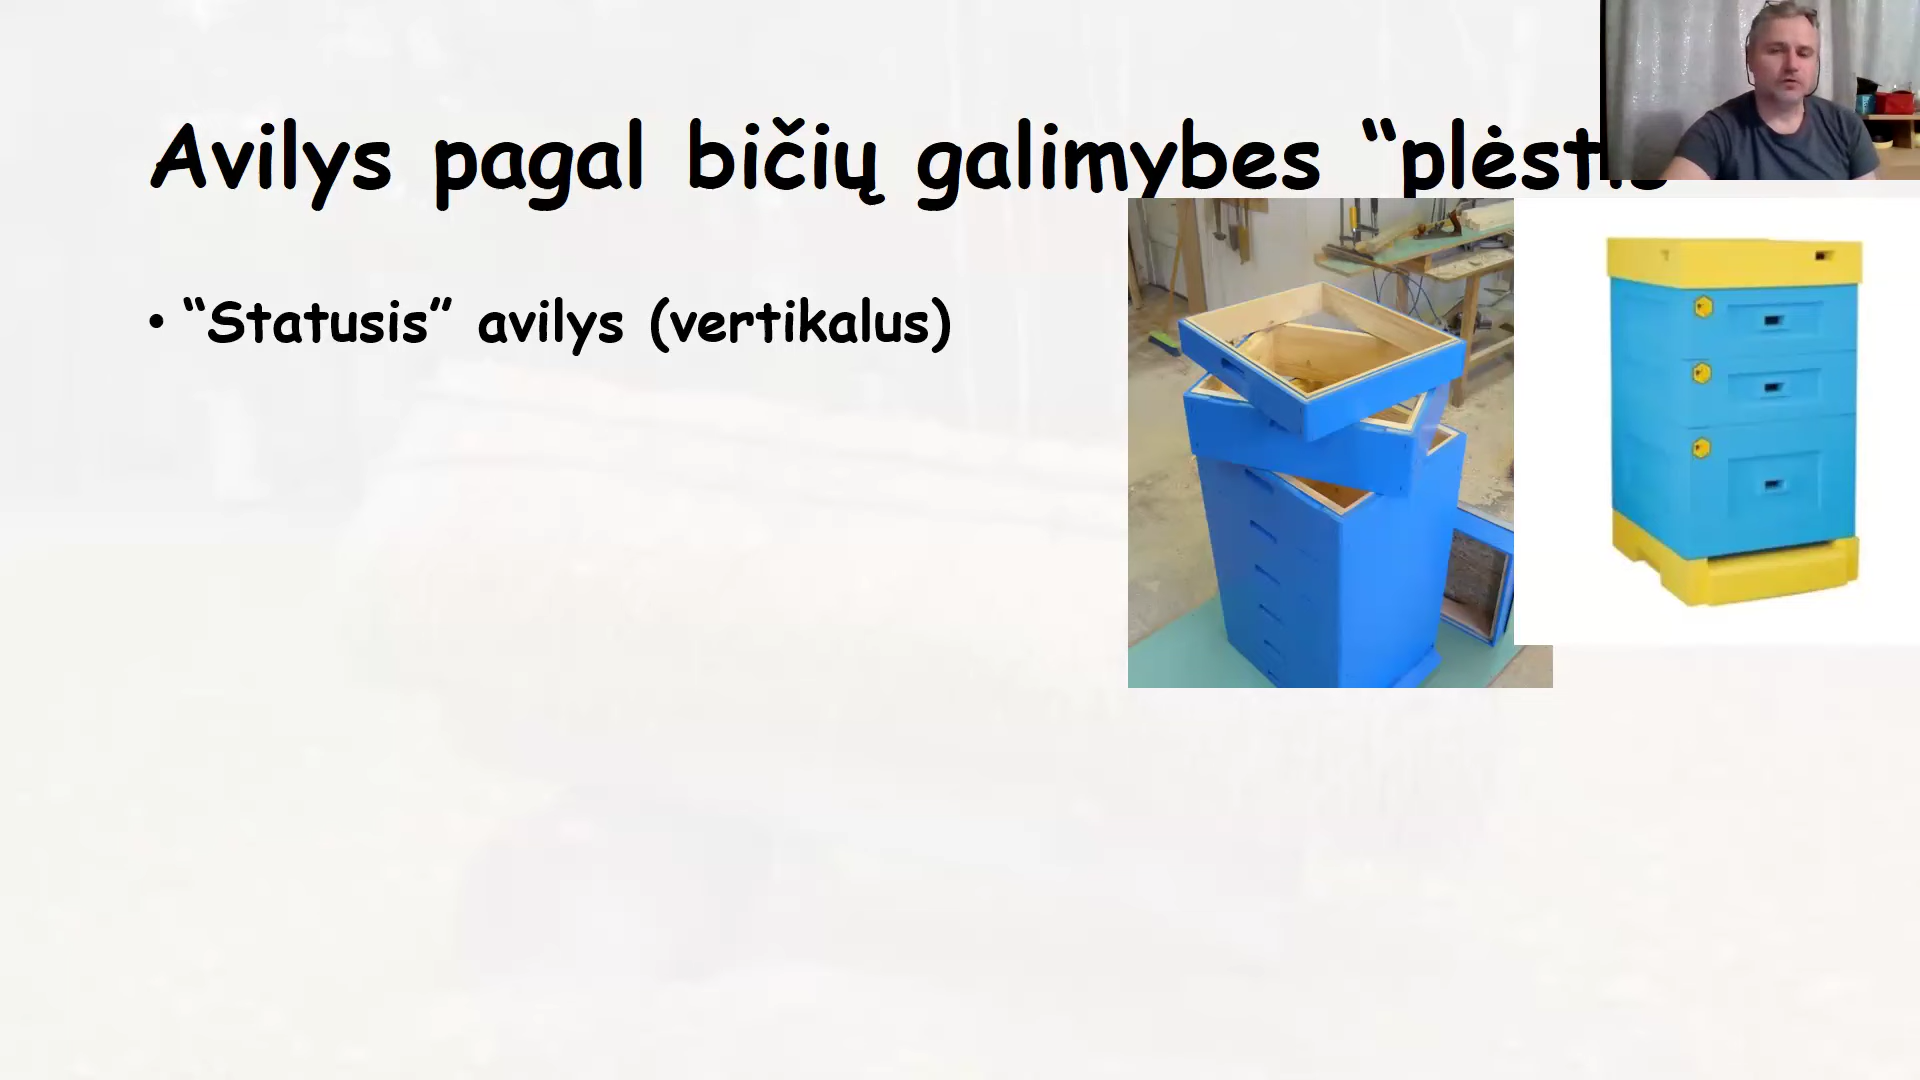 Avilys pagal bičių galimybes “plėstis
• “Statusis” avilys (vertikalus)